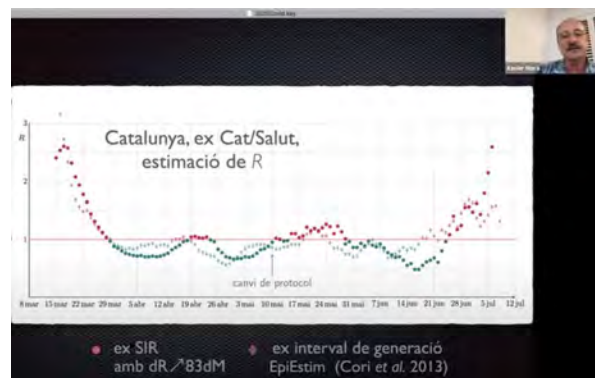 3
R
2
1
Catalunya, ex Cat/Salut,
estimació de R
canvi de protocol
8 mar 15 mar 22 mar 29 mar 5 abr 12 abr 19 abr 26 abr 3 mai 10 mai 17 mai 24 mai 31 mai 7 jun 14 jun 21 jun 28 jun 5 jul 12 jul
ex SIR
amb dR↗83dM
ex interval de generació
EpiEstim (Cori et al. 2013)